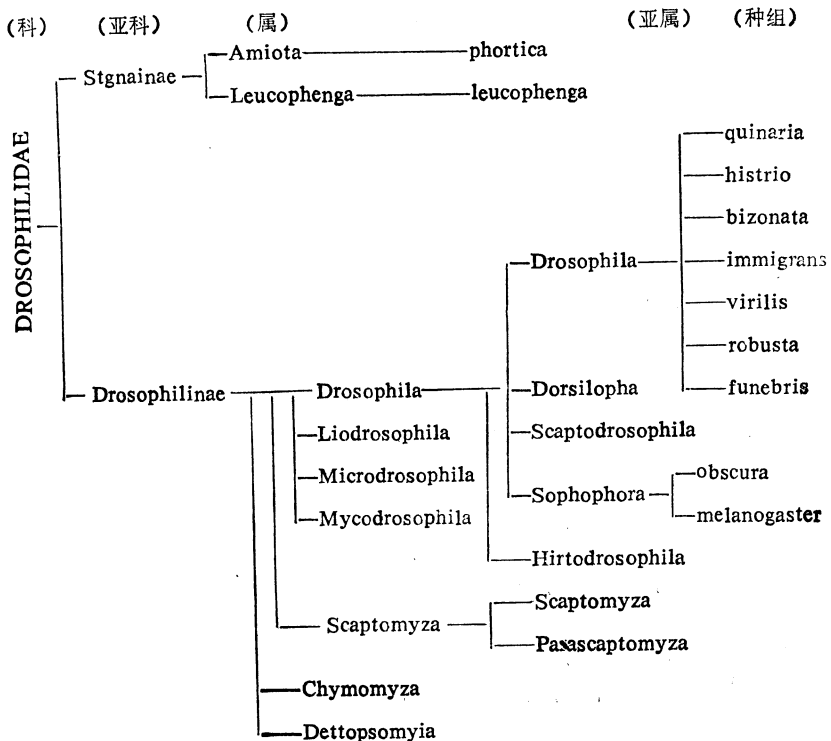 (科) (亚科) (属) (亚属) (种组)
Amiota phortica
Stgnainae
Leucophenga leucophenga
quinaria
histrio
bizonata
Drosophila immigrans
virilis
robusta
DROSOPHILIDAE
Drosophilinae Drosophila Dorsilopha funebris
Liodrosophila Scaptodrosophila
Microdrosophila obscura
Sophophora
Mycodrosophila melanogaster
Hirtodrosophila
Scaptomyza
Scaptomyza
Paxascaptomyza
Chymomyza
Dettopsomyia